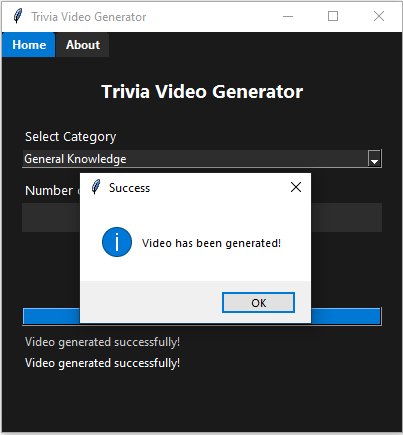 Trivia Video Generator
Home About
Trivia Video Generator
Select Category
General Knowledge
Number
Success
Video has been generated!
OK
Video generated successfully!
Video generated successfully!